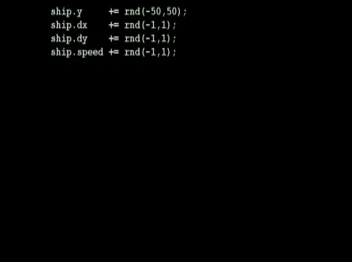 ship.y     += rnd(-50,50);
ship.dx    += rnd(-1,1);
ship.dy    += rnd(-1,1);
ship.speed += rnd(-1,1);